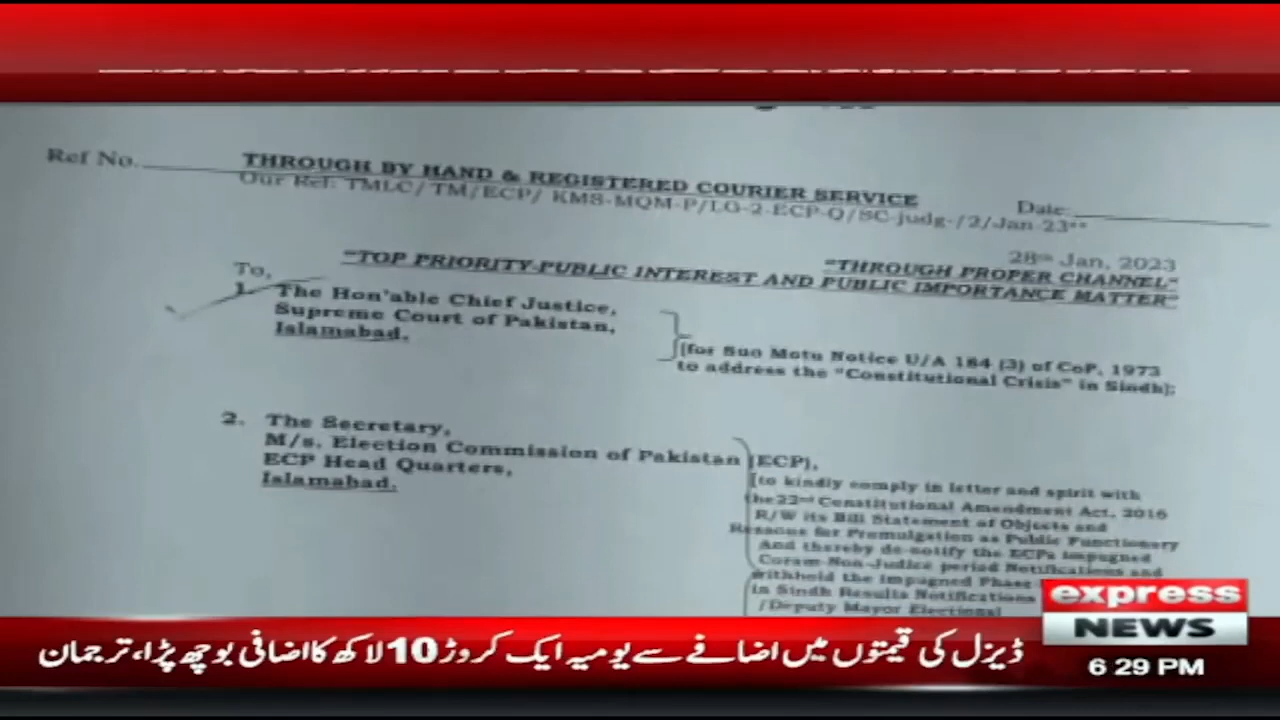 Ref No.
THROUGH BY HAND & REGISTERED COURIER SERVICE
Our Ref: TMLC/ TM/ECP/ KMS-MQM-P/LG-2-ECP-Q/SC-judg-/2/Jan-23**
Date:
28th Jan, 2023
"THROUGH PROPER CHANNEL"
"TOP PRIORITY-PUBLIC INTEREST AND PUBLIC IMPORTANCE MATTER"
To,
1. The Hon'able Chief Justice,
Supreme Court of Pakistan,
Islamabad.
[for Suo Motu Notice U/A 184 (3) of CoP, 1973
to address the "Constitutional Crisis" in Sindh];
2. The Secretary,
M/s. Election Commission of Pakistan (ECP),
ECP Head Quarters,
Islamabad.
[to kindly comply in letter and spirit with
the 22nd Constitutional Amendment Act, 2016
R/W its Bill Statement of Objects and
Reasons for Promulgation as Public Functionary
And thereby de-notify the ECPs impugned
Coram-Non-Judice period Notifications and
withhold the impugned Phase
in Sindh Results Notifications
/Deputy Mayor Elections]
express
NEWS
ڈیزل کی قیمتوں میں اضافے سے یومیہ ایک کروڑ 10 لاکھ کا اضافی بوجھ پڑا، ترجمان
6:29 PM